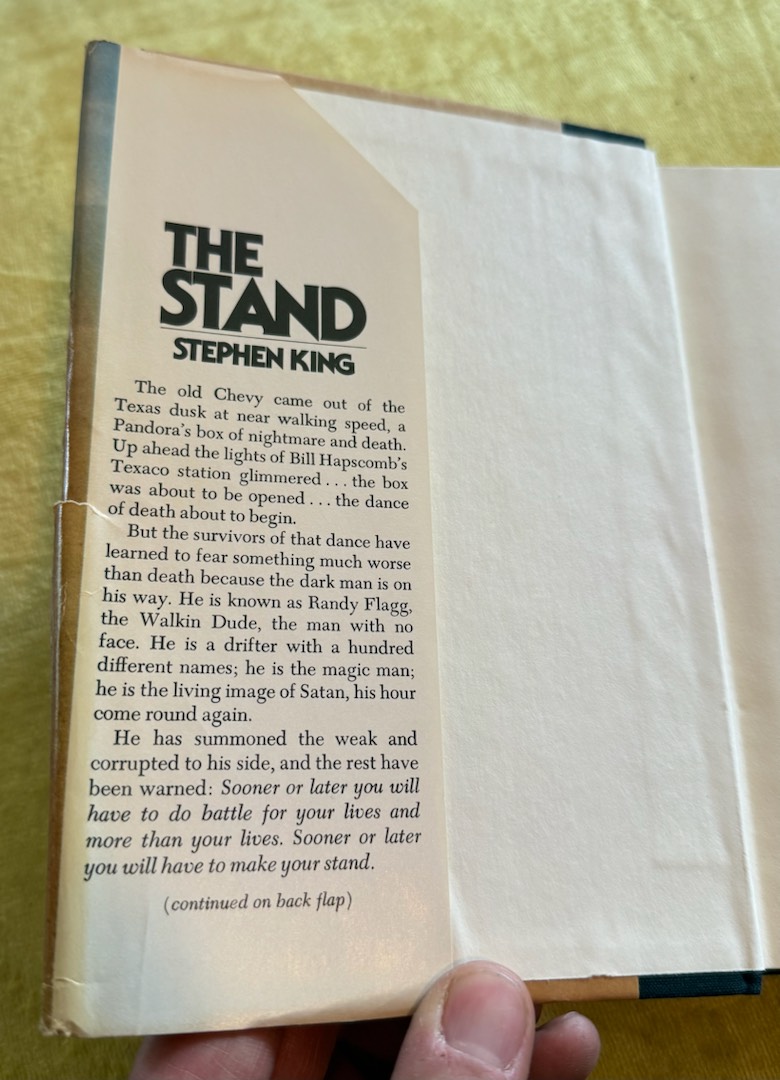 THE
STAND
STEPHEN KING
The old Chevy came out of the
Texas dusk at near walking speed, a
Pandora's box of nightmare and death.
Up ahead the lights of Bill Hapscomb's
Texaco station glimmered . . . the box
was about to be opened . . . the dance
of death about to begin.
But the survivors of that dance have
learned to fear something much worse
than death because the dark man is on
his way. He is known as Randy Flagg,
the Walkin Dude, the man with no
face. He is a drifter with a hundred
different names; he is the magic man;
he is the living image of Satan, his hour
come round again.
He has summoned the weak and
corrupted to his side, and the rest have
been warned: Sooner or later you will
have to do battle for your lives and
more than your lives. Sooner or later
you will have to make your stand.
(continued on back flap)